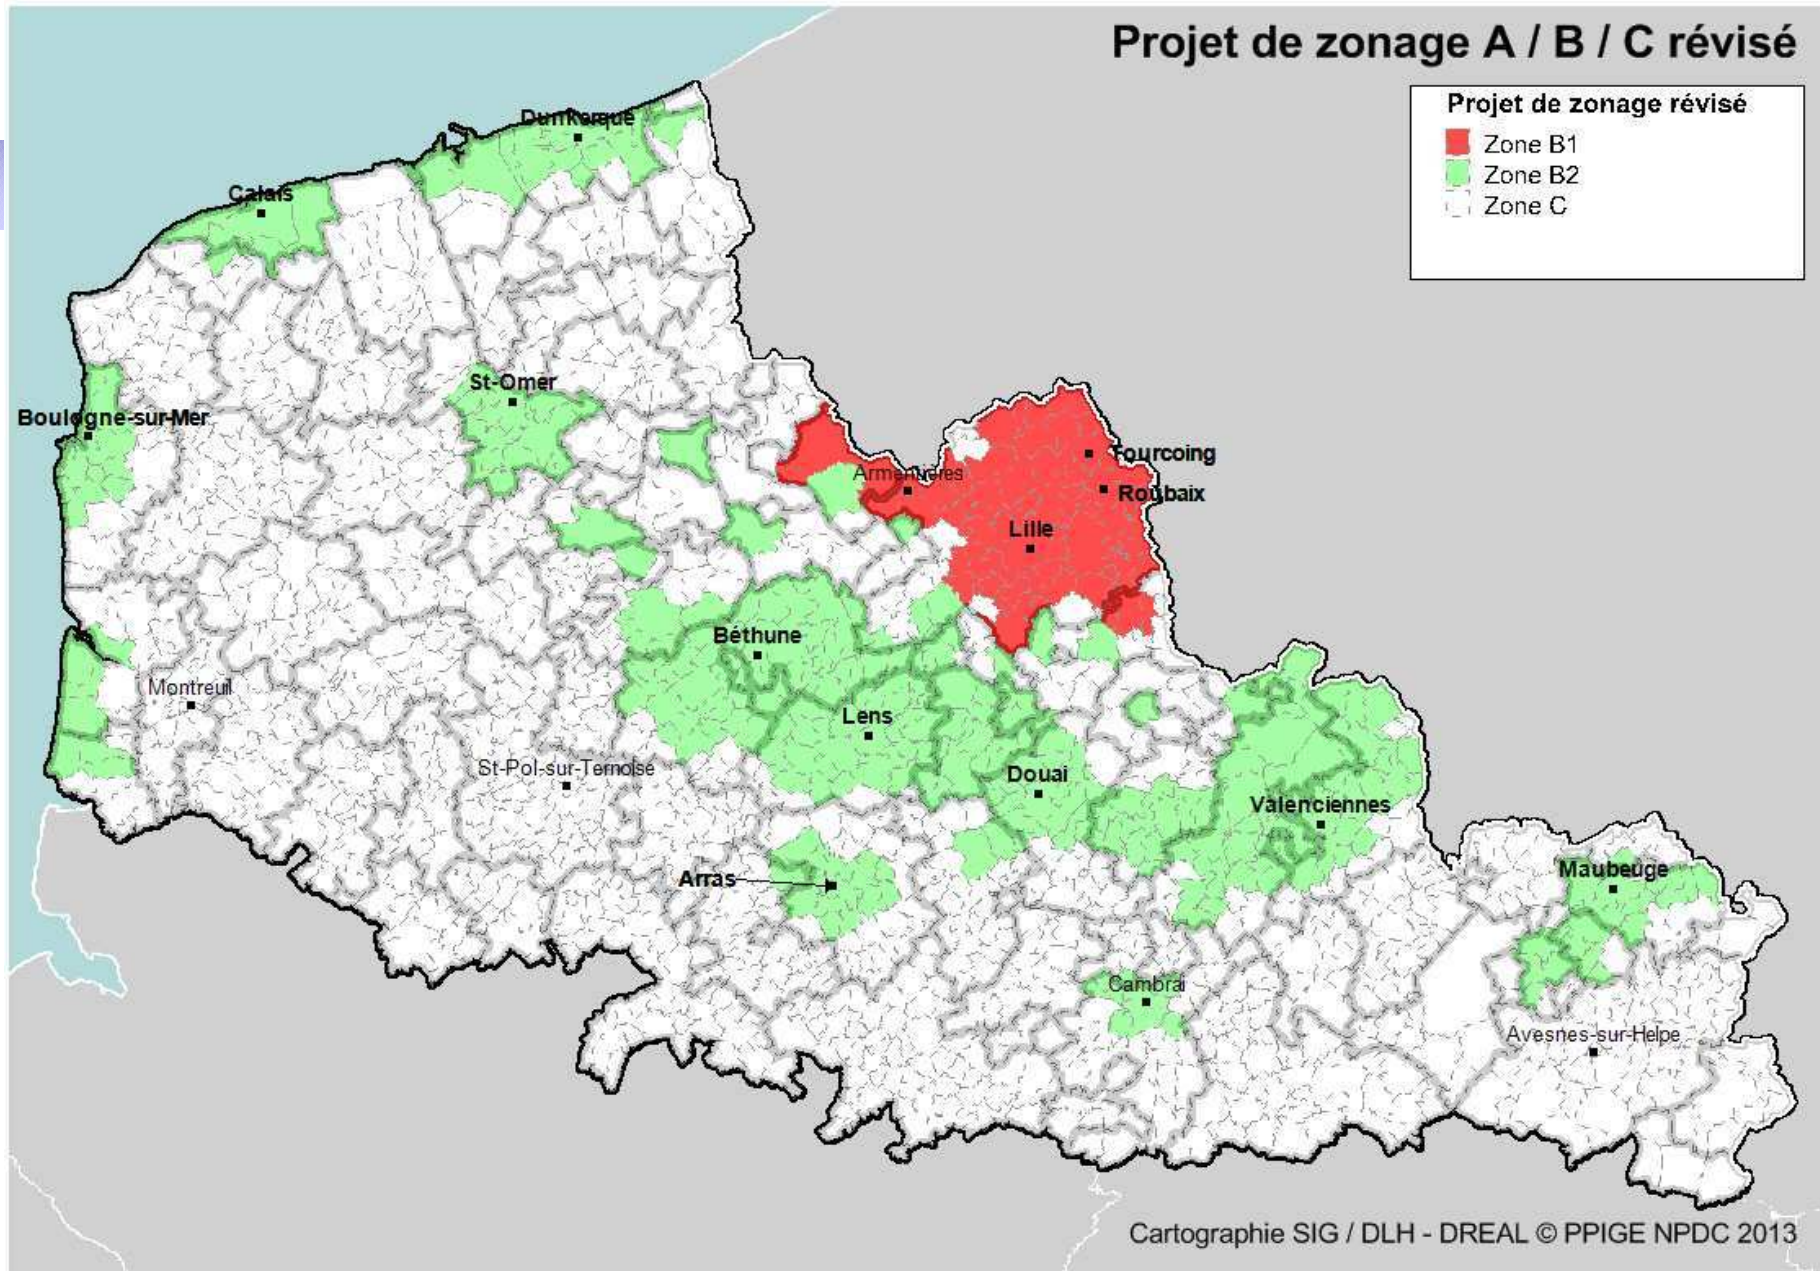 Projet de zonage A / B / C révisé
Projet de zonage révisé
Zone B1
Zone B2
Zone C
Dunkerque
Calais
St-Omer
Boulogne-sur-Mer
Tourcoing
Armentières
Roubaix
Lille
Béthune
Montreuil
Lens
St-Pol-sur-Ternoise
Douai
Valenciennes
Arras
Maubeuge
Cambrai
Avesnes-sur-Helpe
Cartographie SIG / DLH - DREAL © PPIGE NPDC 2013